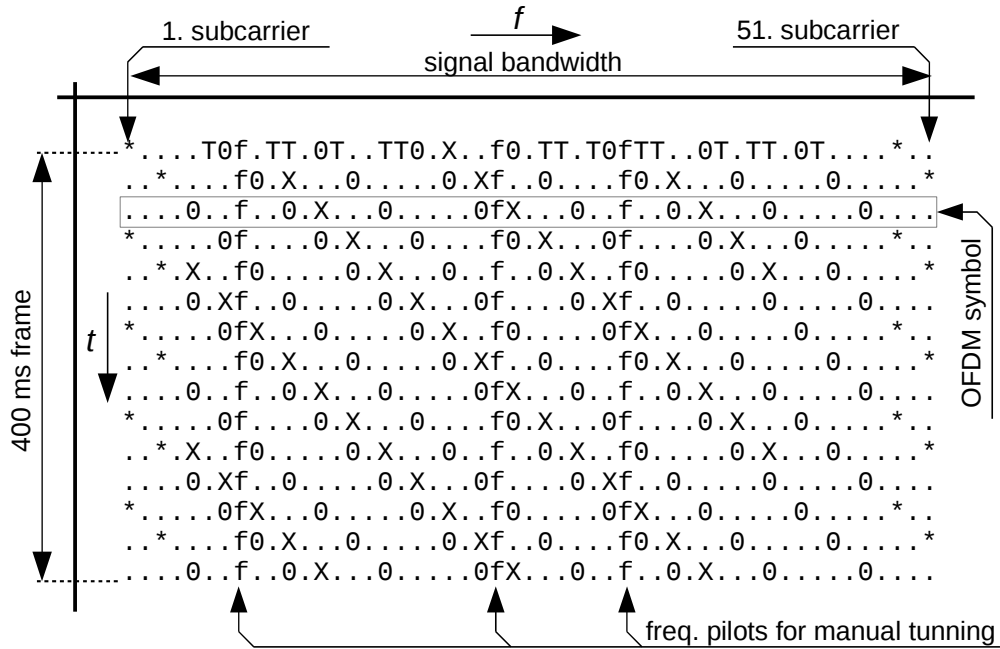 f
1. subcarrier
51. subcarrier
signal bandwidth
*....T0f.TT.0T..TT0.X..f0.TT.T0fTT..0T.TT.0T....*..
..*....f0.X...0.....0.Xf..0....f0.X...0.....0.....*
....0..f..0.X...0.....0fX...0..f..0.X...0.....0....
*.....0f....0.X...0....f0.X...0f....0.X...0.....*..
..*.X..f0.....0.X...0..f..0.X..f0.....0.X...0.....*
....0.Xf..0.....0.X...0f....0.Xf..0.....0.....0....
*.....0fX...0.....0.X..f0.....0fX...0.....0.....*..
..*....f0.X...0.....0.Xf..0....f0.X...0.....0.....*
....0..f..0.X...0.....0fX...0..f..0.X...0.....0....
*.....0f....0.X...0....f0.X...0f....0.X...0.....*..
..*.X..f0.....0.X...0..f..0.X..f0.....0.X...0.....*
....0.Xf..0.....0.X...0f....0.Xf..0.....0.....0....
*.....0fX...0.....0.X..f0.....0fX...0.....0.....*..
..*....f0.X...0.....0.Xf..0....f0.X...0.....0.....*
....0..f..0.X...0.....0fX...0..f..0.X...0.....0....
400 ms frame
t
OFDM symbol
freq. pilots for manual tunning